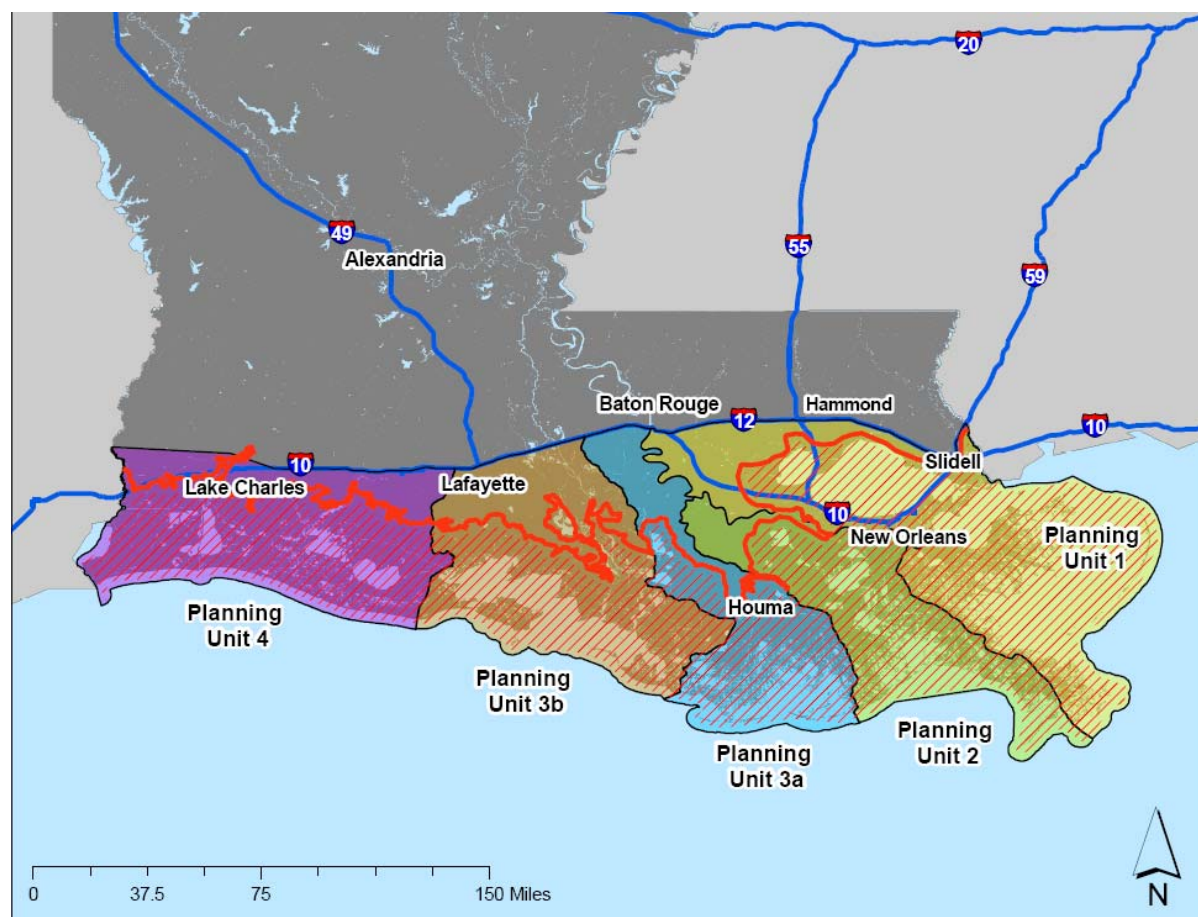 20
49
Alexandria
55
59
Baton Rouge
12
Hammond
10
10
Slidell
Lake Charles
Lafayette
10
New Orleans
Planning
Unit 1
Houma
Planning
Unit 4
Planning
Unit 3b
Planning
Unit 2
Planning
Unit 3a
0 37.5 75 150 Miles
N